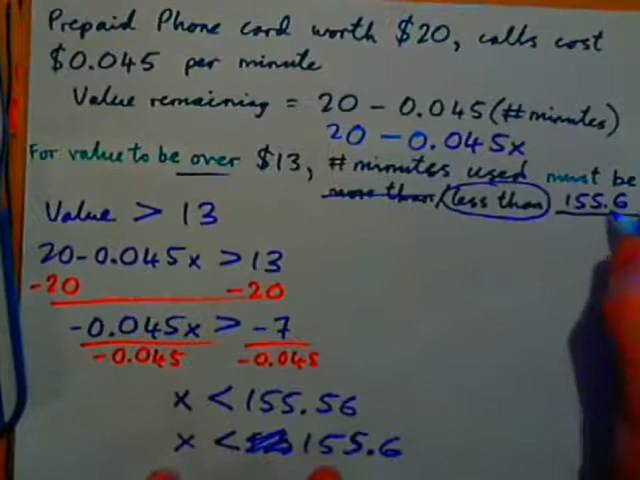 Prepaid Phone card worth $20, calls cost
$0.045 per minute
Value remaining = 20 - 0.045(# minutes)
20 - 0.045x
For value to be over $13, # minutes used must be
more than/less than 155.6
Value > 13
20-0.045x > 13
-20 -20
-0.045x > -7
-0.045 -0.045
x < 155.56
x < 155.6